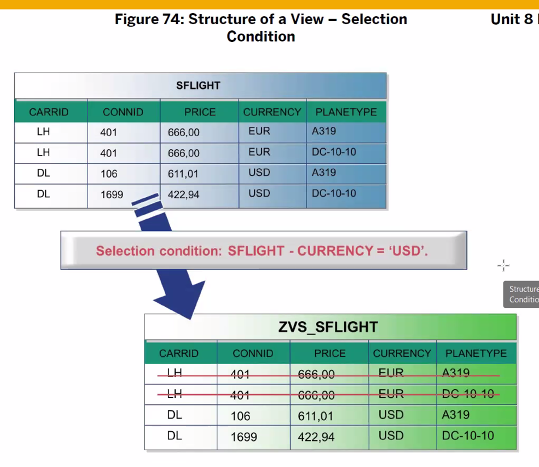 Figure 74: Structure of a View – Selection
Condition
Unit 8
SFLIGHT
CARRID CONNID PRICE CURRENCY PLANETYPE
LH 401 666,00 EUR A319
LH 401 666,00 EUR DC-10-10
DL 106 611,01 USD A319
DL 1699 422,94 USD DC-10-10
Selection condition: SFLIGHT - CURRENCY = ‘USD’.
Structure
Conditio
ZVS_SFLIGHT
CARRID CONNID PRICE CURRENCY PLANETYPE
LH 401 666,00 EUR A319
LH 401 666,00 EUR DC-10-10
DL 106 611,01 USD A319
DL 1699 422,94 USD DC-10-10